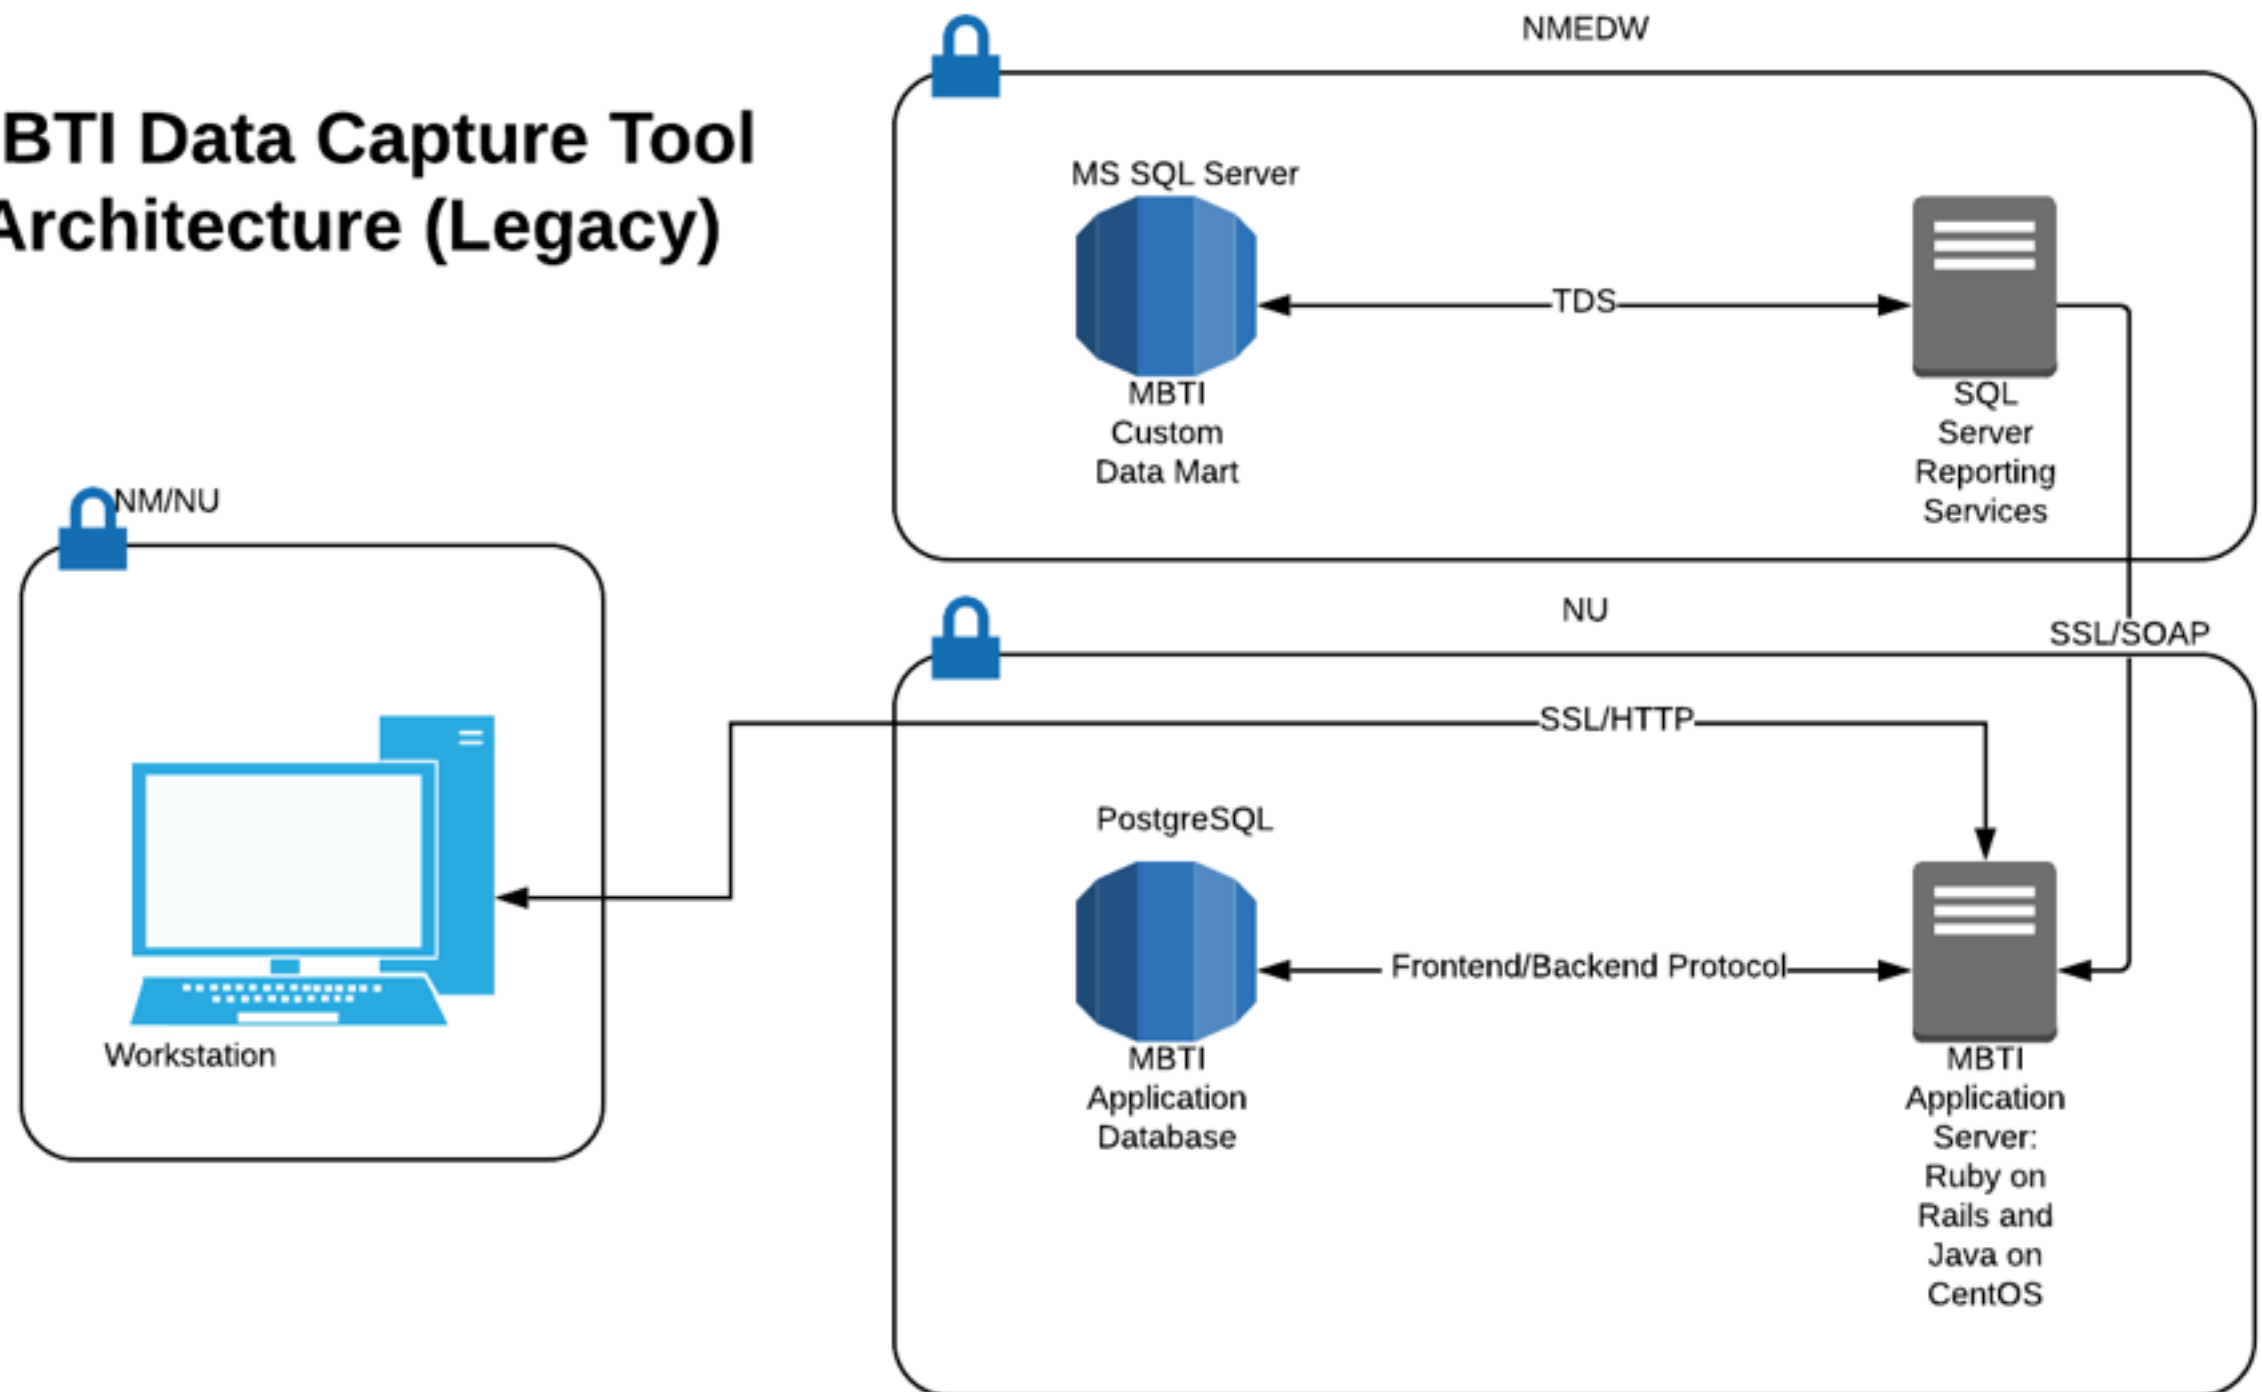 BTI Data Capture Tool
Architecture (Legacy)
NMEDW
MS SQL Server
TDS
MBTI
Custom
Data Mart
SQL
Server
Reporting
Services
NM/NU
Workstation
NU
SSL/SOAP
SSL/HTTP
PostgreSQL
Frontend/Backend Protocol
MBTI
Application
Database
MBTI
Application
Server:
Ruby on
Rails and
Java on
CentOS